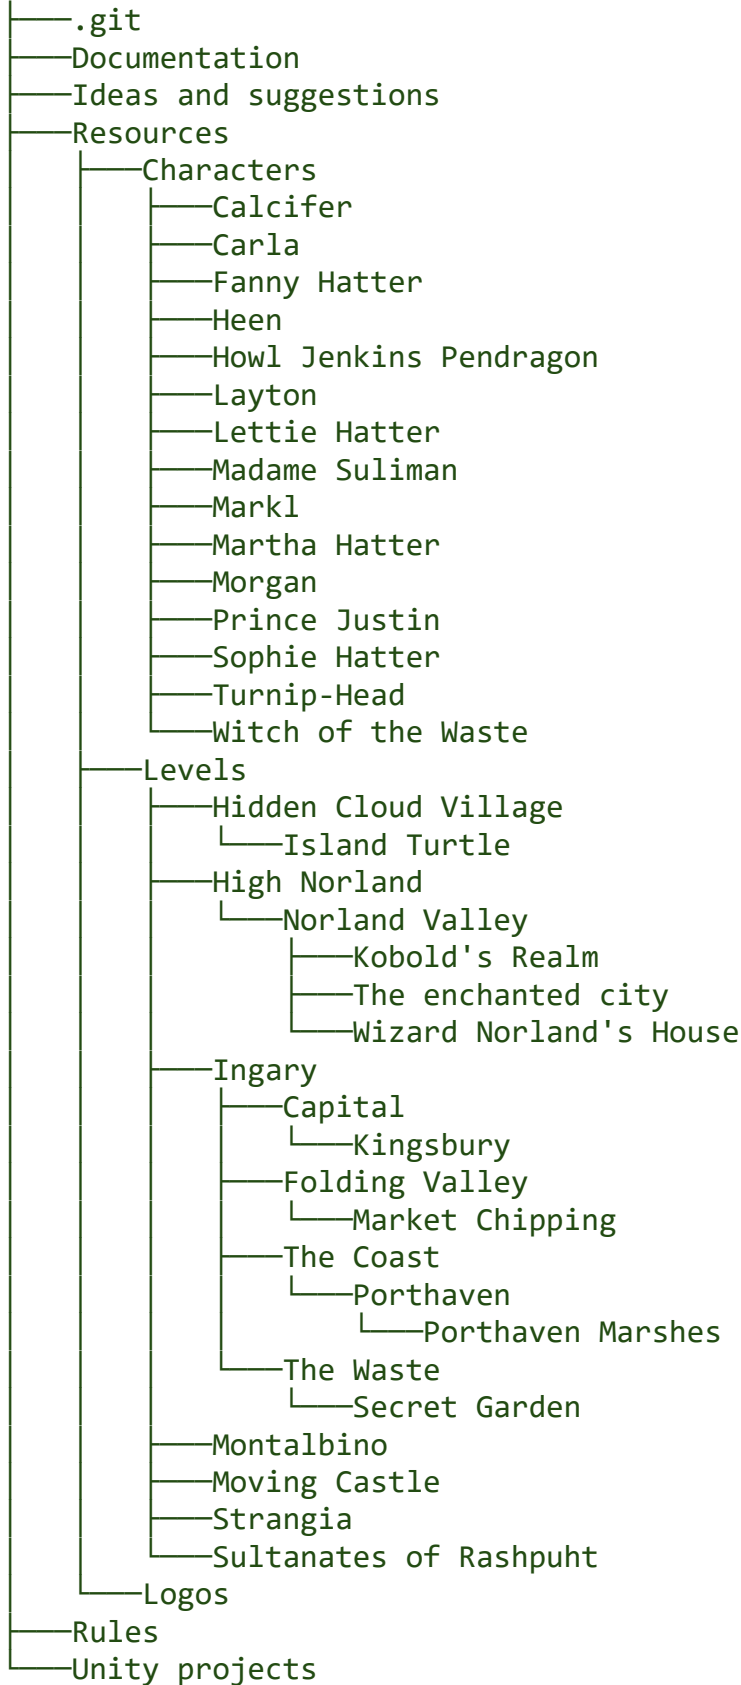 .git
Documentation
Ideas and suggestions
Resources
Characters
Calcifer
Carla
Fanny Hatter
Heen
Howl Jenkins Pendragon
Layton
Lettie Hatter
Madame Suliman
Markl
Martha Hatter
Morgan
Prince Justin
Sophie Hatter
Turnip-Head
Witch of the Waste
Levels
Hidden Cloud Village
Island Turtle
High Norland
Norland Valley
Kobold's Realm
The enchanted city
Wizard Norland's House
Ingary
Capital
Kingsbury
Folding Valley
Market Chipping
The Coast
Porthaven
Porthaven Marshes
The Waste
Secret Garden
Montalbino
Moving Castle
Strangia
Sultanates of Rashpuht
Logos
Rules
Unity projects